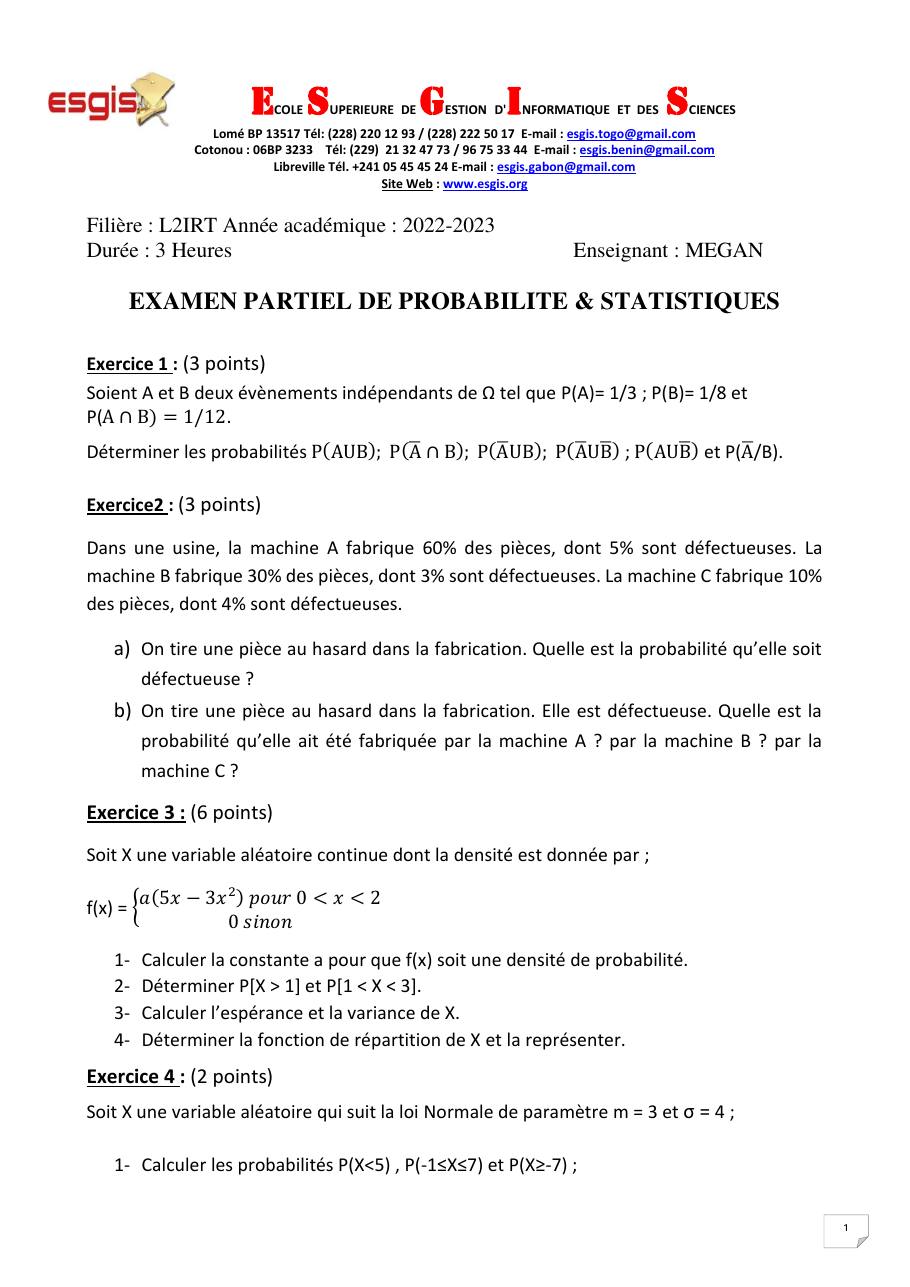 esgis
ECOLE SUPERIEURE DE GESTION D'INFORMATIQUE ET DES SCIENCES
Lomé BP 13517 Tél: (228) 220 12 93 / (228) 222 50 17 E-mail : esgis.togo@gmail.com
Cotonou : 06BP 3233 Tél: (229) 21 32 47 73 / 96 75 33 44 E-mail : esgis.benin@gmail.com
Libreville Tél. +241 05 45 45 24 E-mail : esgis.gabon@gmail.com
Site Web : www.esgis.org
Filière : L2IRT Année académique : 2022-2023
Durée : 3 Heures Enseignant : MEGAN
EXAMEN PARTIEL DE PROBABILITE & STATISTIQUES
Exercice 1 : (3 points)
Soient A et B deux évènements indépendants de Ω tel que P(A)= 1/3 ; P(B)= 1/8 et
P(A ∩ B) = 1/12.
Déterminer les probabilités P(AUB); P(A̅ ∩ B); P(A̅UB); P(A̅UB̅) ; P(AUB̅) et P(A̅/B).
Exercice2 : (3 points)
Dans une usine, la machine A fabrique 60% des pièces, dont 5% sont défectueuses. La
machine B fabrique 30% des pièces, dont 3% sont défectueuses. La machine C fabrique 10%
des pièces, dont 4% sont défectueuses.
a) On tire une pièce au hasard dans la fabrication. Quelle est la probabilité qu’elle soit
défectueuse ?
b) On tire une pièce au hasard dans la fabrication. Elle est défectueuse. Quelle est la
probabilité qu’elle ait été fabriquée par la machine A ? par la machine B ? par la
machine C ?
Exercice 3 : (6 points)
Soit X une variable aléatoire continue dont la densité est donnée par ;
f(x) = { a(5x − 3x²) pour 0 < x < 2
0 sinon
1- Calculer la constante a pour que f(x) soit une densité de probabilité.
2- Déterminer P[X > 1] et P[1 < X < 3].
3- Calculer l’espérance et la variance de X.
4- Déterminer la fonction de répartition de X et la représenter.
Exercice 4 : (2 points)
Soit X une variable aléatoire qui suit la loi Normale de paramètre m = 3 et σ = 4 ;
1- Calculer les probabilités P(X<5) , P(-1≤X≤7) et P(X≥-7) ;
1